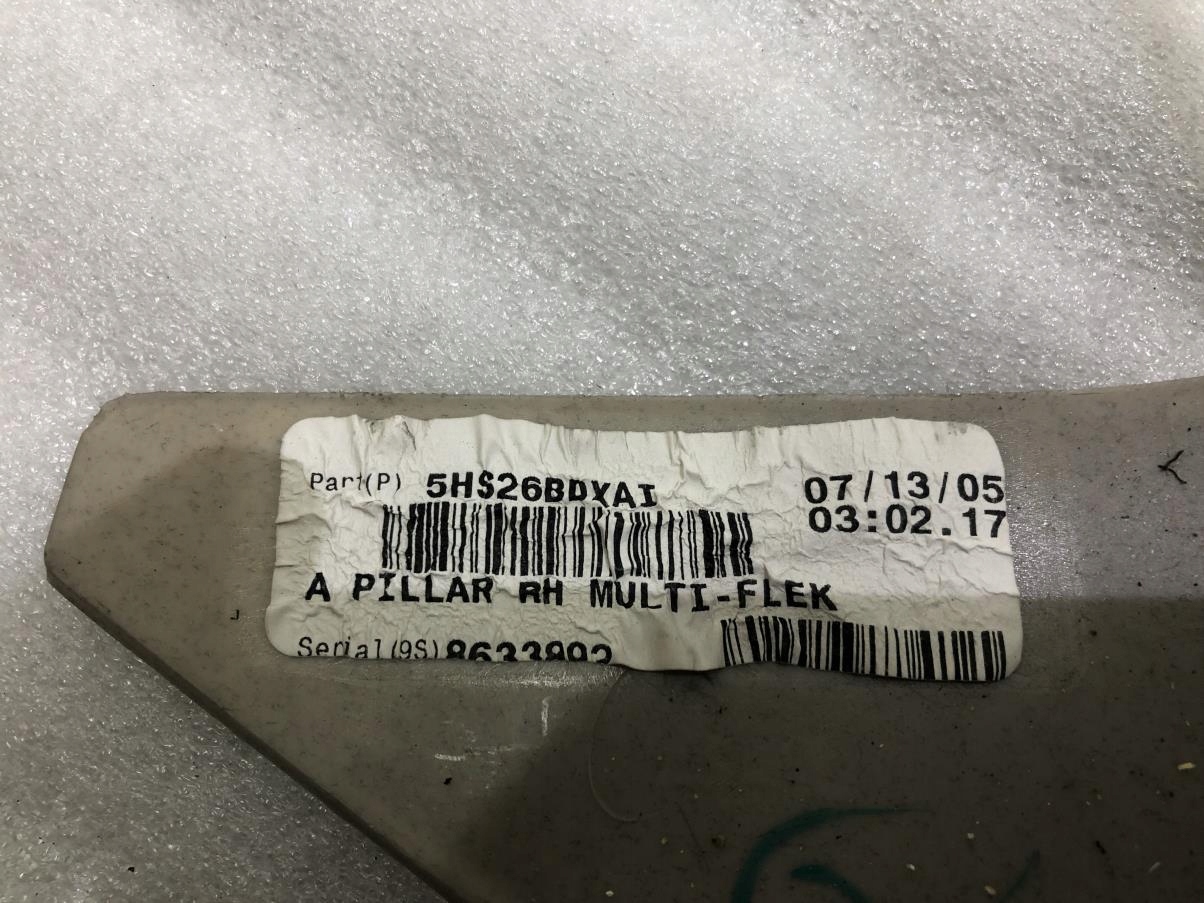 Part(P) 5HS26BDXAI 07/13/05
03:02.17
A PILLAR RH MULTI-FLEK
Serial(9S) 8633892